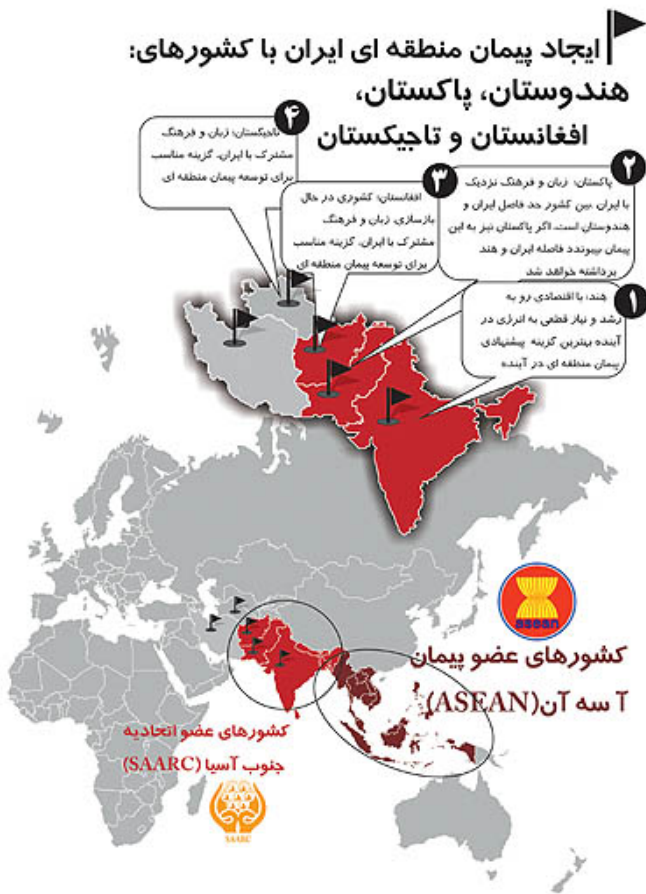 ایجاد پیمان منطقه ای ایران با کشورهای:
هندوستان، پاکستان،
افغانستان و تاجیکستان
۴
تاجیکستان: زبان و فرهنگ
مشترک با ایران، گزینه مناسب
برای توسعه پیمان منطقه ای
۳
افغانستان: کشوری در حال
بازسازی، زبان و فرهنگ
مشترک با ایران، گزینه مناسب
برای توسعه پیمان منطقه ای
۲
پاکستان: زبان و فرهنگ نزدیک
با ایران .بین کشور حد فاصل ایران و
هندوستان است. اگر پاکستان نیز به این
پیمان بپیوندد فاصله ایران و هند
برداشته خواهد شد
۱
هند: با اقتصادی رو به
رشد و نیاز قطعی به انرژی در
آینده بهترین گزینه پیشنهادی
پیمان منطقه ای در آینده
asean
کشورهای عضو پیمان
آ سه آن(ASEAN)
کشورهای عضو اتحادیه
جنوب آسیا (SAARC)
SAARC